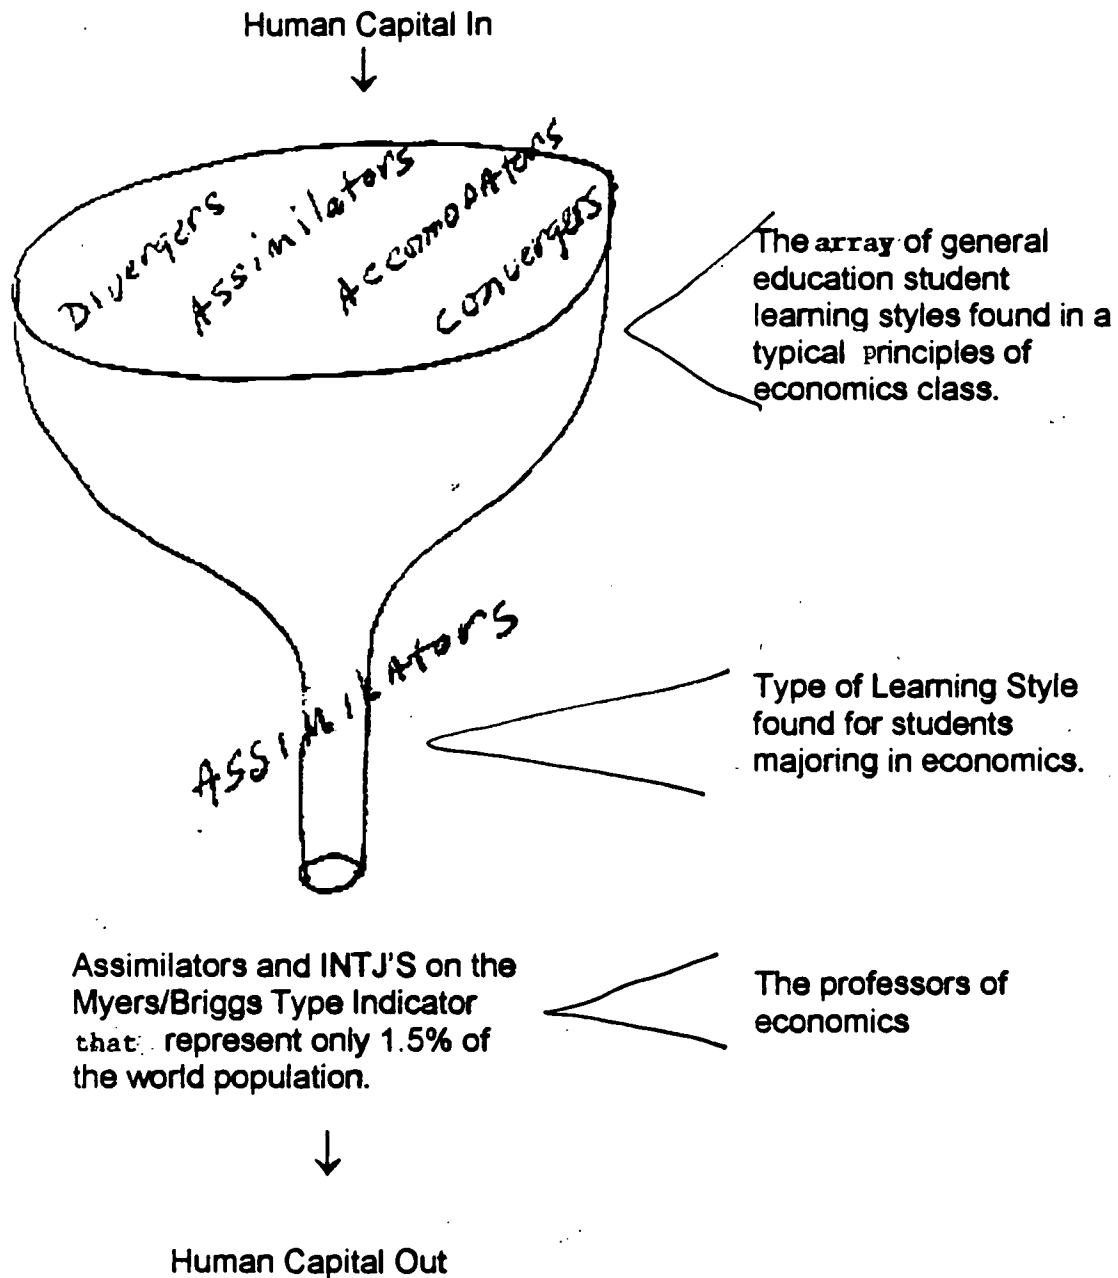 Human Capital In
Divergers
Assimilators
Accomodators
Convergers
The array of general
education student
learning styles found in a
typical principles of
economics class.
Assimilators
Type of Learning Style
found for students
majoring in economics.
Assimilators and INTJ'S on the
Myers/Briggs Type Indicator
that represent only 1.5% of
the world population.
The professors of
economics
Human Capital Out